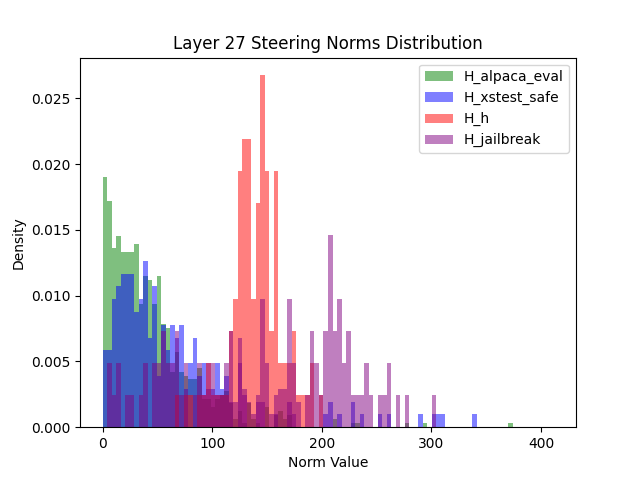 Layer 27 Steering Norms Distribution
H_alpaca_eval
H_xstest_safe
H_h
H_jailbreak
0.025
0.020
0.015
0.010
0.005
0.000
Density
0 100 200 300 400
Norm Value